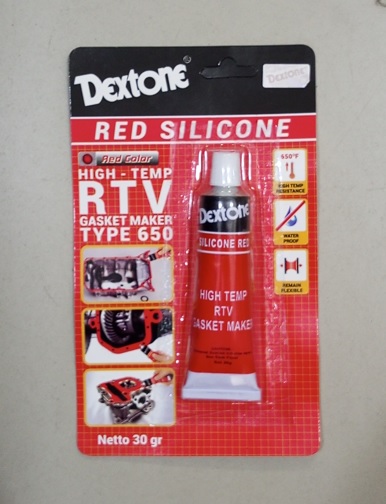 DEXTONE®
DEXTONE
RED SILICONE
Red Color
HIGH - TEMP
RTV
GASKET MAKER
TYPE 650
650°F
HIGH TEMP
RESISTANCE
WATER
PROOF
REMAIN
FLEXIBLE
DEXTONE
SILICONE RED
HIGH TEMP
RTV
GASKET MAKER
Netto 30 gr